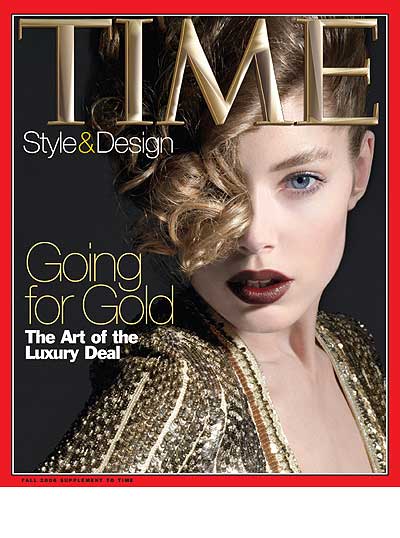 TIME
Style&Design
Going
for Gold
The Art of the
Luxury Deal
FALL 2006 SUPPLEMENT TO TIME